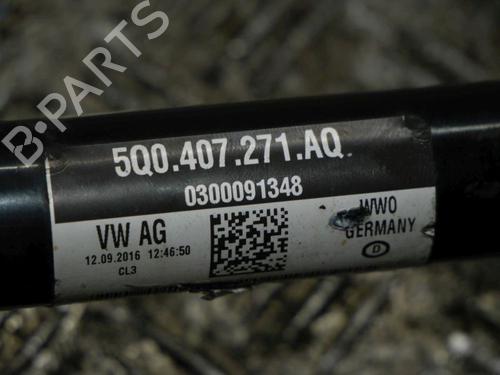 B-PARTS
5Q0.407.271.AQ
0300091348
VW AG
WWO
12.09.2016 12:46:50
GERMANY
CL3
D